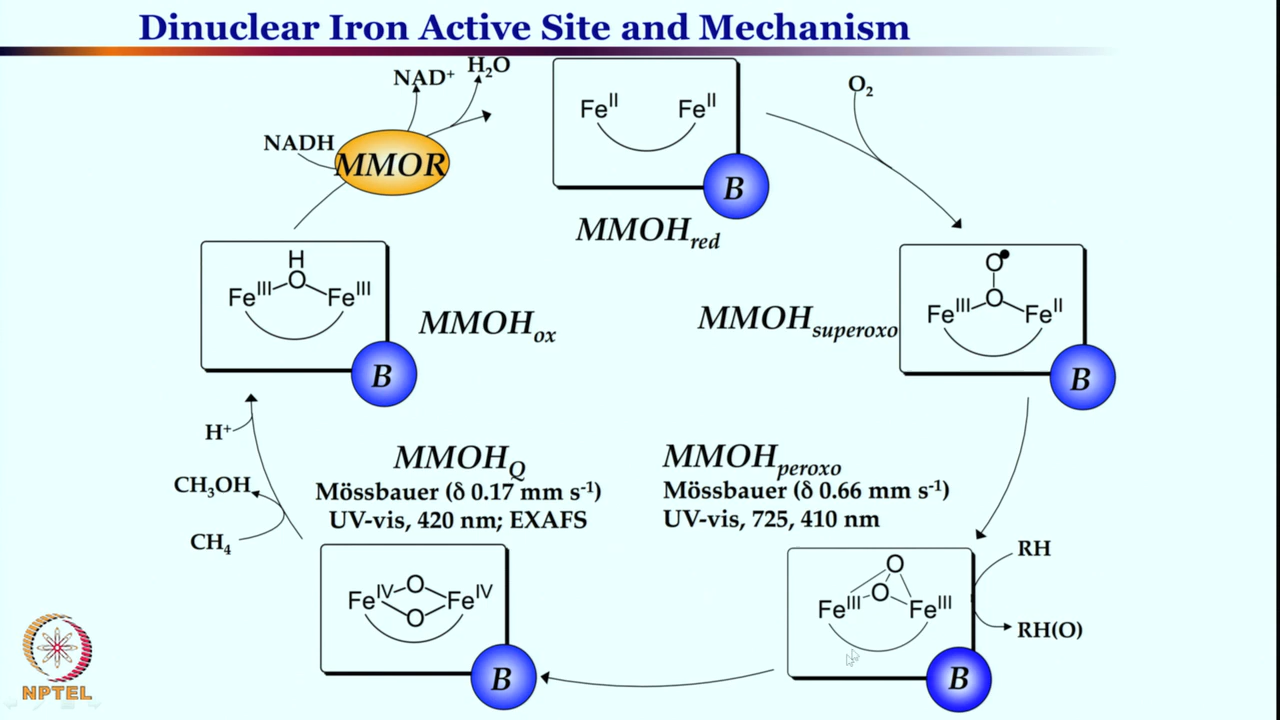 Dinuclear Iron Active Site and Mechanism
NAD+
H2O
NADH
MMOR
FeII FeII
B
MMOHred
O2
O•
O
FeIII FeII
B
MMOHsuperoxo
H
O
FeIII FeIII
B
MMOHox
H+
CH3OH
CH4
MMOHQ
Mössbauer (δ 0.17 mm s-1)
UV-vis, 420 nm; EXAFS
MMOHperoxo
Mössbauer (δ 0.66 mm s-1)
UV-vis, 725, 410 nm
O
FeIV FeIV
O
B
O
O
FeIII FeIII
B
RH
RH(O)
NPTEL